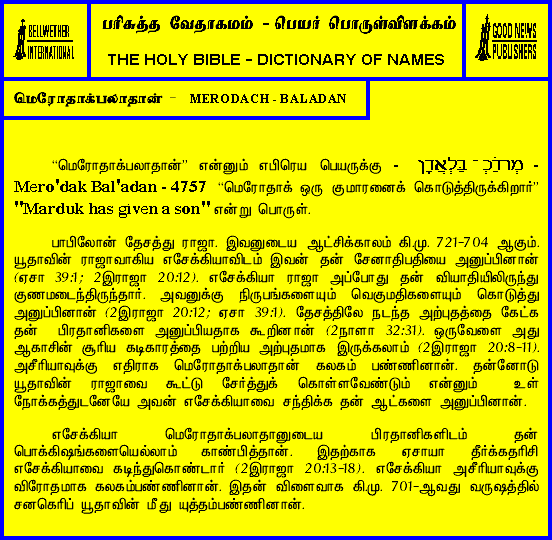 BELLWETHER
INTERNATIONAL
பரிசுத்த வேதாகமம் - பெயர் பொருள்விளக்கம்
THE HOLY BIBLE - DICTIONARY OF NAMES
GOOD NEWS
PUBLISHERS
மெரோதாக்பலாதான் - MERODACH - BALADAN
“மெரோதாக்பலாதான்” என்னும் எபிரெய பெயருக்கு - מְרֹדַךְ־בַּלְאֲדָן -
Mero'dak Bal'adan - 4757 “மெரோதாக் ஒரு குமாரனைக் கொடுத்திருக்கிறார்”
"Marduk has given a son" என்று பொருள்.
பாபிலோன் தேசத்து ராஜா. இவனுடைய ஆட்சிக்காலம் கி.மு. 721-704 ஆகும்.
யூதாவின் ராஜாவாகிய எசேக்கியாவிடம் இவன் தன் சேனாதிபதியை அனுப்பினான்
(ஏசா 39:1; 2இராஜா 20:12). எசேக்கியா ராஜா அப்போது தன் வியாதியிலிருந்து
குணமடைந்திருந்தார். அவனுக்கு நிருபங்களையும் வெகுமதிகளையும் கொடுத்து
அனுப்பினான் (2இராஜா 20:12; ஏசா 39:1). தேசத்திலே நடந்த அற்புதத்தை கேட்க
தன் பிரதானிகளை அனுப்பியதாக கூறினான் (2நாளா 32:31). ஒருவேளை அது
ஆகாசின் சூரிய கடிகாரத்தை பற்றிய அற்புதமாக இருக்கலாம் (2இராஜா 20:8-11).
அசீரியாவுக்கு எதிராக மெரோதாக்பலாதான் கலகம் பண்ணினான். தன்னோடு
யூதாவின் ராஜாவை கூட்டு சேர்த்துக் கொள்ளவேண்டும் என்னும் உள்
நோக்கத்துடனேயே அவன் எசேக்கியாவை சந்திக்க தன் ஆட்களை அனுப்பினான்.
எசேக்கியா மெரோதாக்பலாதானுடைய பிரதானிகளிடம் தன்
பொக்கிஷங்களையெல்லாம் காண்பித்தான். இதற்காக ஏசாயா தீர்க்கதரிசி
எசேக்கியாவை கடிந்துகொண்டார் (2இராஜா 20:13-18). எசேக்கியா அசீரியாவுக்கு
விரோதமாக கலகம்பண்ணினான். இதன் விளைவாக கி.மு. 701-ஆவது வருஷத்தில்
சனகெரிப் யூதாவின் மீது யுத்தம்பண்ணினான்.